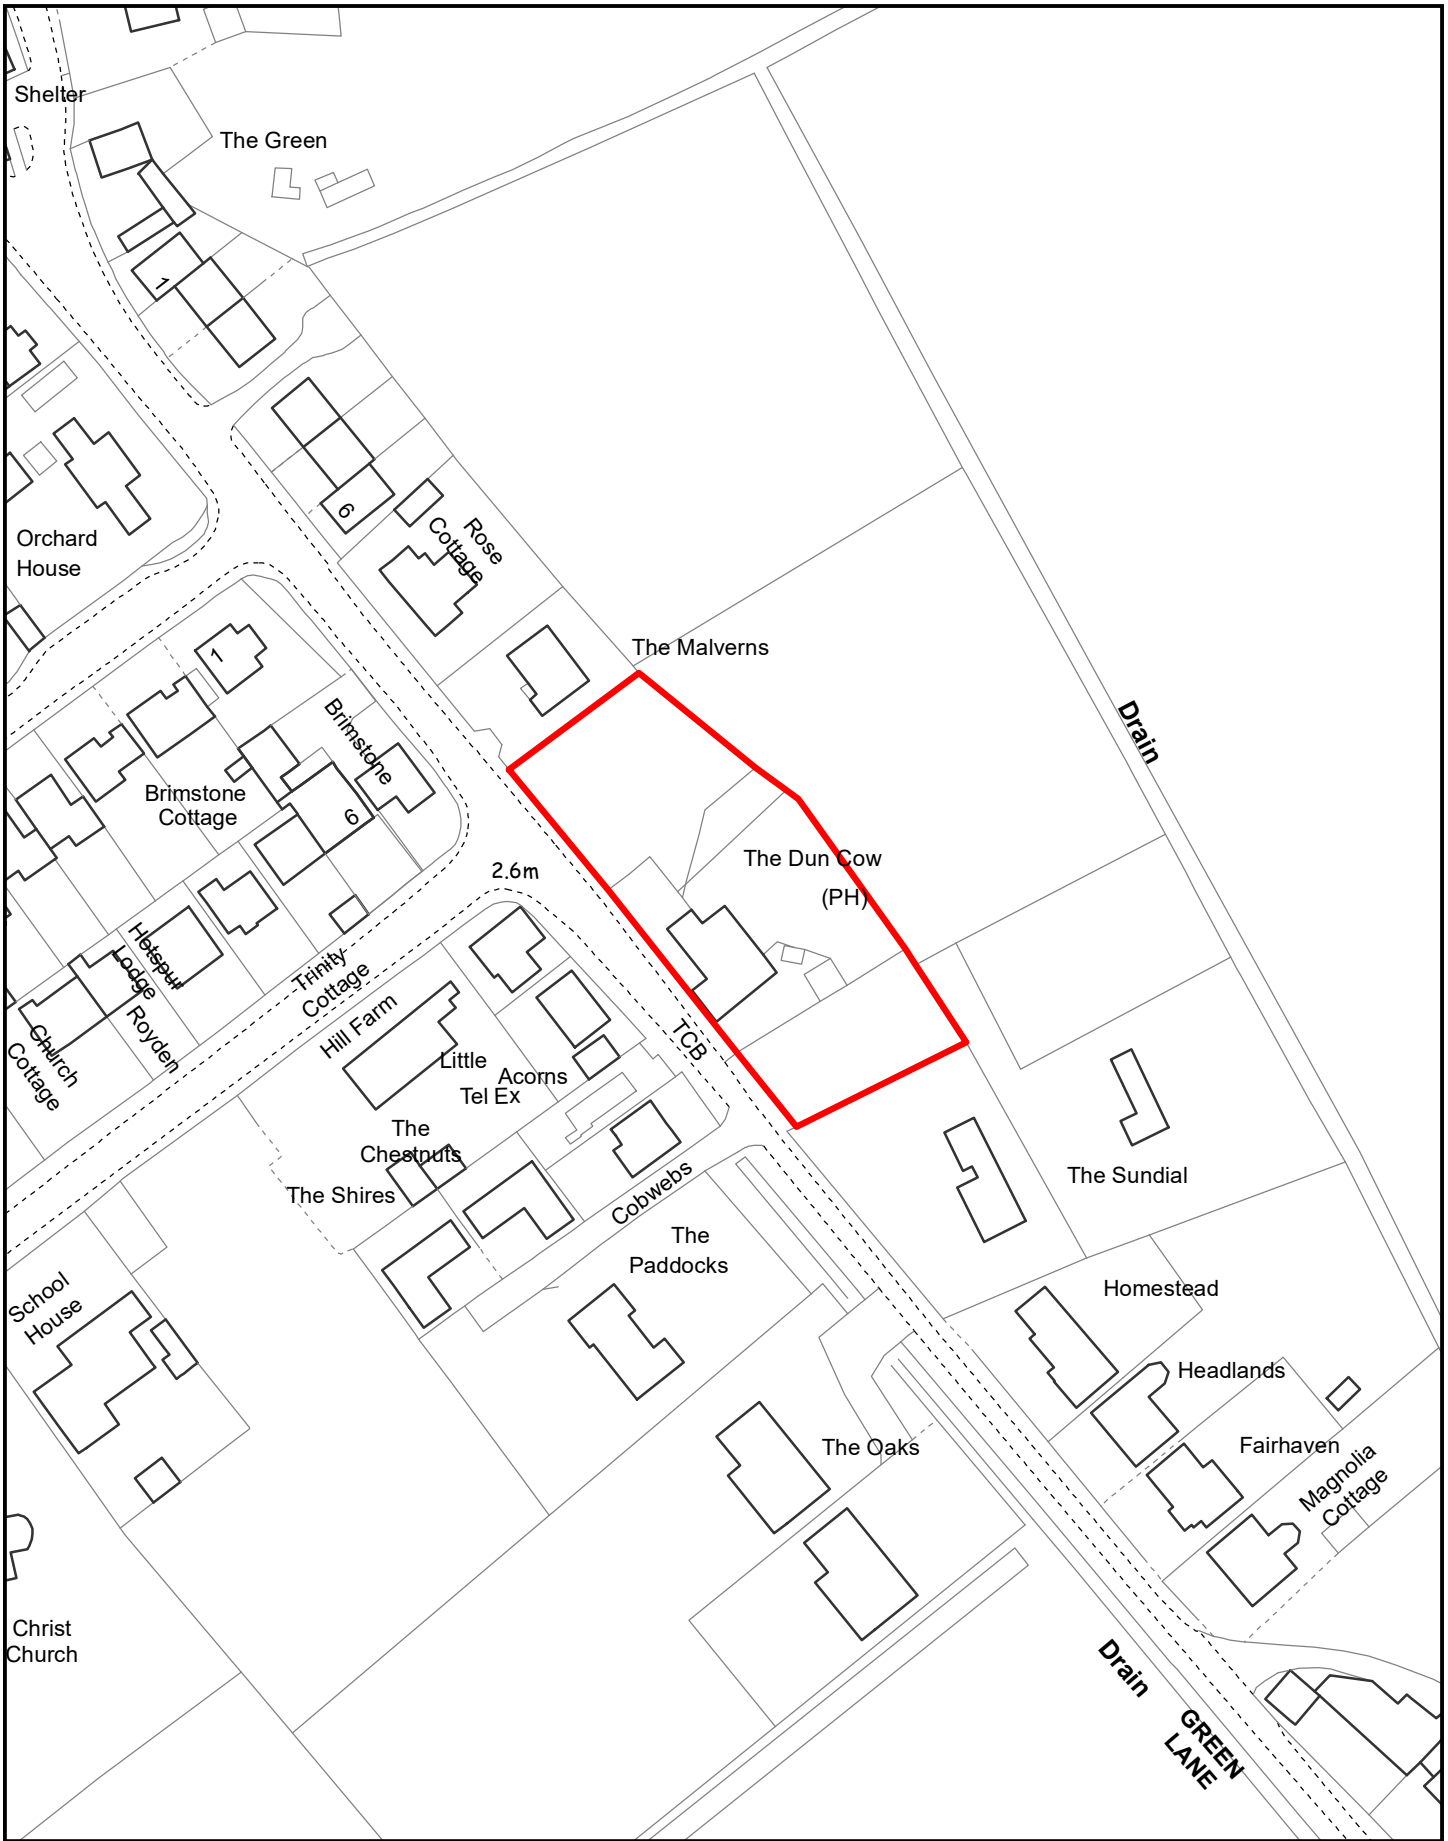 Shelter
The Green
1
6
Rose
Cottage
Orchard
House
The Malverns
1
Brimstone
Drain
Brimstone
Cottage
6
2.6m
The Dun Cow
(PH)
Hotspur
Lodge
Trinity
Cottage
Royden
Church
Cottage
Hill Farm
TCB
Little
Acorns
Tel Ex
The
Chestnuts
The Shires
Cobwebs
The Sundial
The
Paddocks
School
House
Homestead
Headlands
The Oaks
Fairhaven
Magnolia
Cottage
Christ
Church
Drain
GREEN
LANE